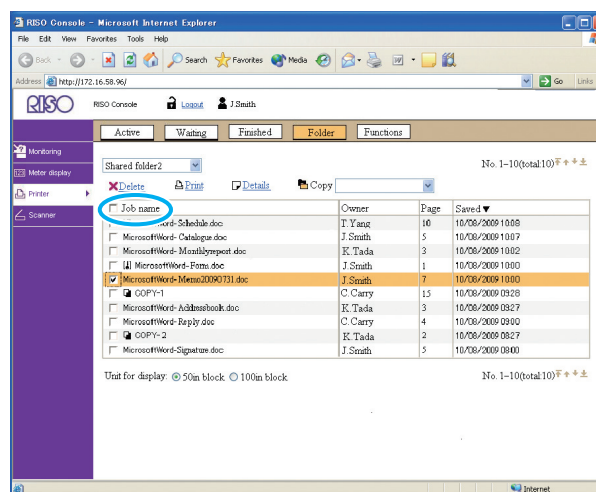 RISO Console - Microsoft Internet Explorer
File Edit View Favorites Tools Help
Back Search Favorites Media
Address http://172.16.58.96/ Go Links
RISO RISO Console Logout J.Smith
Active Waiting Finished Folder Functions
Monitoring
Meter display
Printer
Scanner
Shared folder2 No. 1-10(total:10)
Delete Print Details Copy
Job name Owner Page Saved ▼
Word-Schedule.doc T.Yang 10 10/08/2009 10:08
MicrosoftWord-Catalogue.doc J.Smith 5 10/08/2009 10:07
MicrosoftWord-Monthlyreport.doc K.Tada 3 10/08/2009 10:02
MicrosoftWord-Form.doc J.Smith 1 10/08/2009 10:00
MicrosoftWord-Memo20090731.doc J.Smith 7 10/08/2009 10:00
COPY-1 C.Carry 15 10/08/2009 09:28
MicrosoftWord-Addressbook.doc K.Tada 3 10/08/2009 09:27
MicrosoftWord-Reply.doc C.Carry 4 10/08/2009 09:00
COPY-2 K.Tada 2 10/08/2009 08:27
MicrosoftWord-Signature.doc J.Smith 5 10/08/2009 08:00
Unit for display: 50in block 100in block No. 1-10(total:10)
Internet